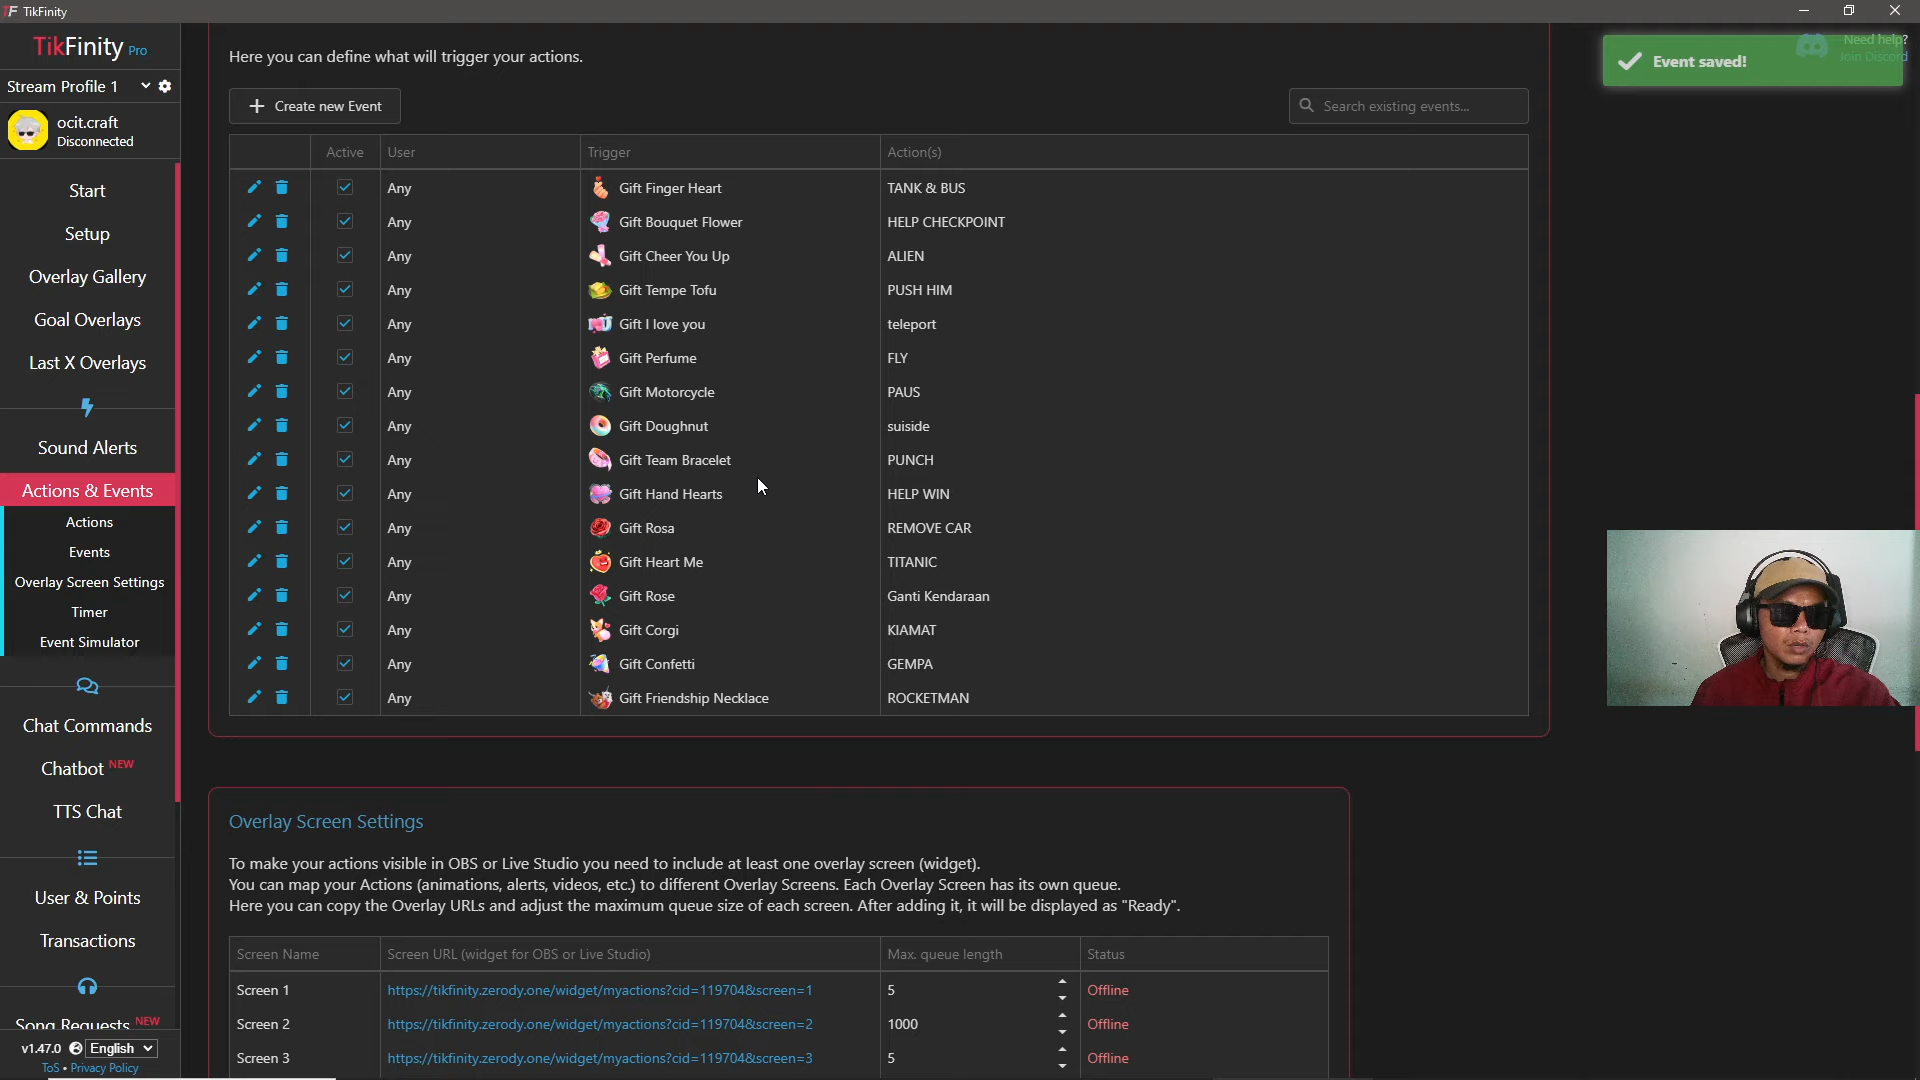 TF TikFinity
TikFinity Pro
Stream Profile 1
ocit.craft
Disconnected
Start
Setup
Overlay Gallery
Goal Overlays
Last X Overlays
Sound Alerts
Actions & Events
Actions
Events
Overlay Screen Settings
Timer
Event Simulator
Chat Commands
Chatbot NEW
TTS Chat
User & Points
Transactions
Song Requests NEW
v1.47.0 English
ToS • Privacy Policy
Here you can define what will trigger your actions.
Create new Event
Search existing events...
Need help?
Join Discord
Event saved!
Active User Trigger Action(s)
Any Gift Finger Heart TANK & BUS
Any Gift Bouquet Flower HELP CHECKPOINT
Any Gift Cheer You Up ALIEN
Any Gift Tempe Tofu PUSH HIM
Any Gift I love you teleport
Any Gift Perfume FLY
Any Gift Motorcycle PAUS
Any Gift Doughnut suiside
Any Gift Team Bracelet PUNCH
Any Gift Hand Hearts HELP WIN
Any Gift Rosa REMOVE CAR
Any Gift Heart Me TITANIC
Any Gift Rose Ganti Kendaraan
Any Gift Corgi KIAMAT
Any Gift Confetti GEMPA
Any Gift Friendship Necklace ROCKETMAN
Overlay Screen Settings
To make your actions visible in OBS or Live Studio you need to include at least one overlay screen (widget).
You can map your Actions (animations, alerts, videos, etc.) to different Overlay Screens. Each Overlay Screen has its own queue.
Here you can copy the Overlay URLs and adjust the maximum queue size of each screen. After adding it, it will be displayed as "Ready".
Screen Name Screen URL (widget for OBS or Live Studio) Max. queue length Status
Screen 1 https://tikfinity.zerody.one/widget/myactions?cid=119704&screen=1 5 Offline
Screen 2 https://tikfinity.zerody.one/widget/myactions?cid=119704&screen=2 1000 Offline
Screen 3 https://tikfinity.zerody.one/widget/myactions?cid=119704&screen=3 5 Offline